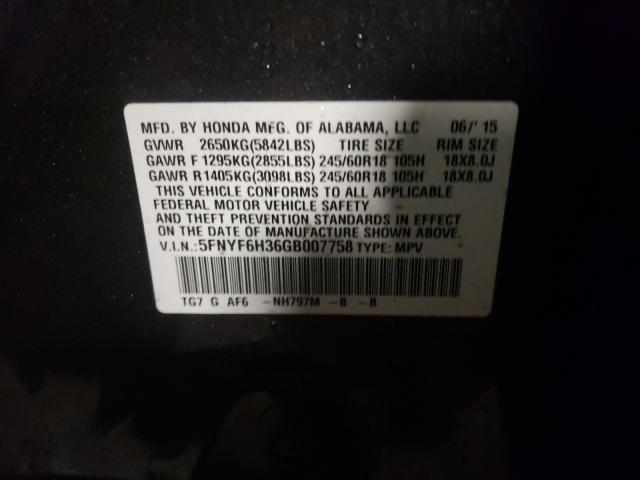 MFD. BY HONDA MFG. OF ALABAMA, LLC 06/' 15
GVWR 2650KG(5842LBS) TIRE SIZE RIM SIZE
GAWR F 1295KG(2855LBS) 245/60R18 105H 18X8.0J
GAWR R 1405KG(3098LBS) 245/60R18 105H 18X8.0J
THIS VEHICLE CONFORMS TO ALL APPLICABLE
FEDERAL MOTOR VEHICLE SAFETY
AND THEFT PREVENTION STANDARDS IN EFFECT
ON THE DATE OF MANUFACTURE SHOWN ABOVE.
V.I.N.:5FNYF6H36GB007758 TYPE: MPV
TG7 G AF6 -NH797M -B -B